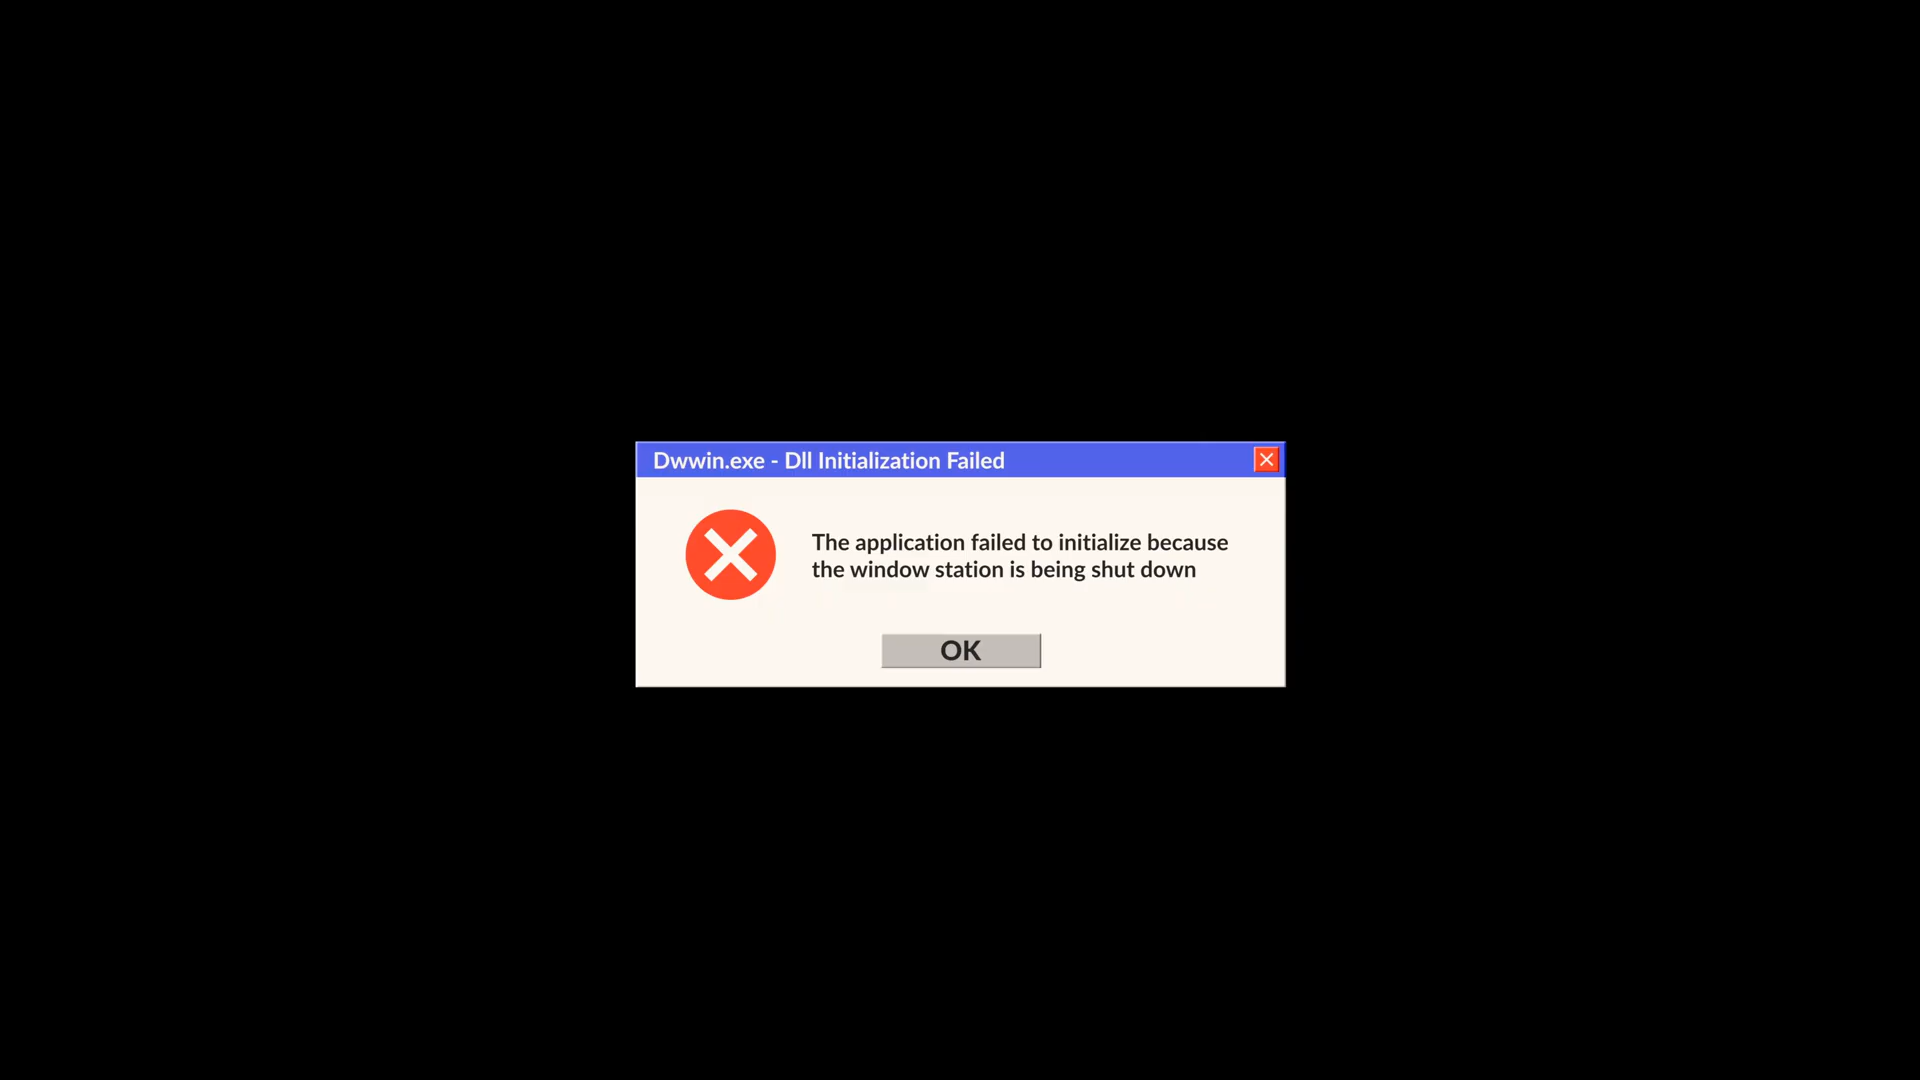 Dwwin.exe - Dll Initialization Failed
The application failed to initialize because
the window station is being shut down
OK